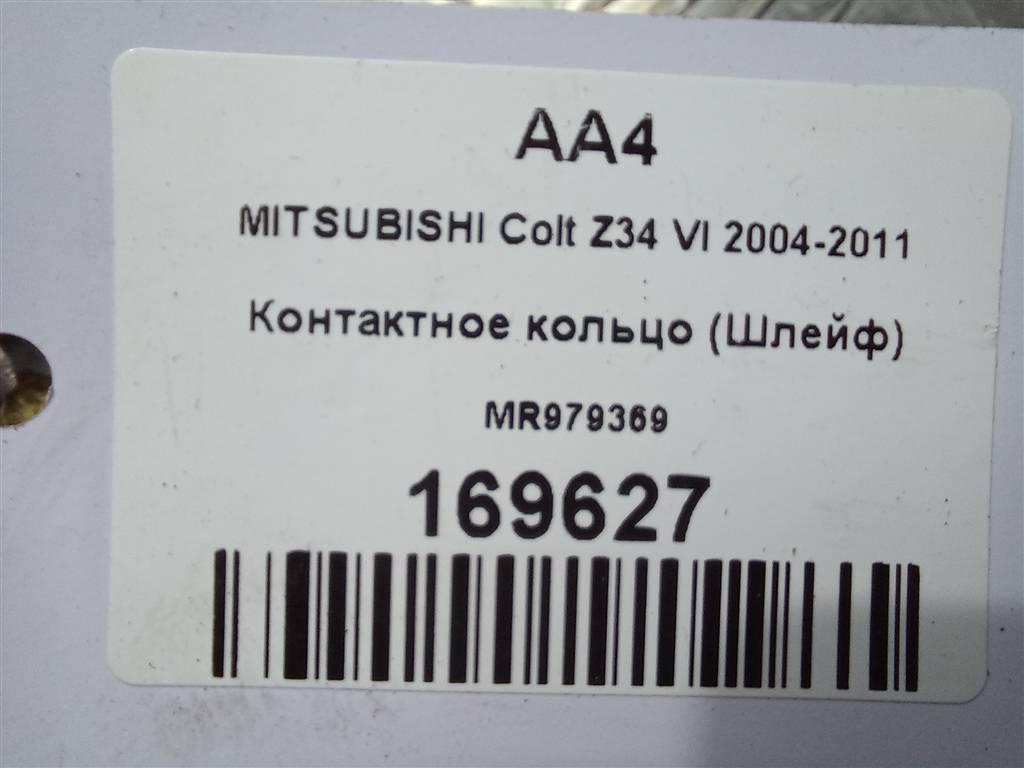 AA4
MITSUBISHI Colt Z34 VI 2004-2011
Контактное кольцо (Шлейф)
MR979369
169627